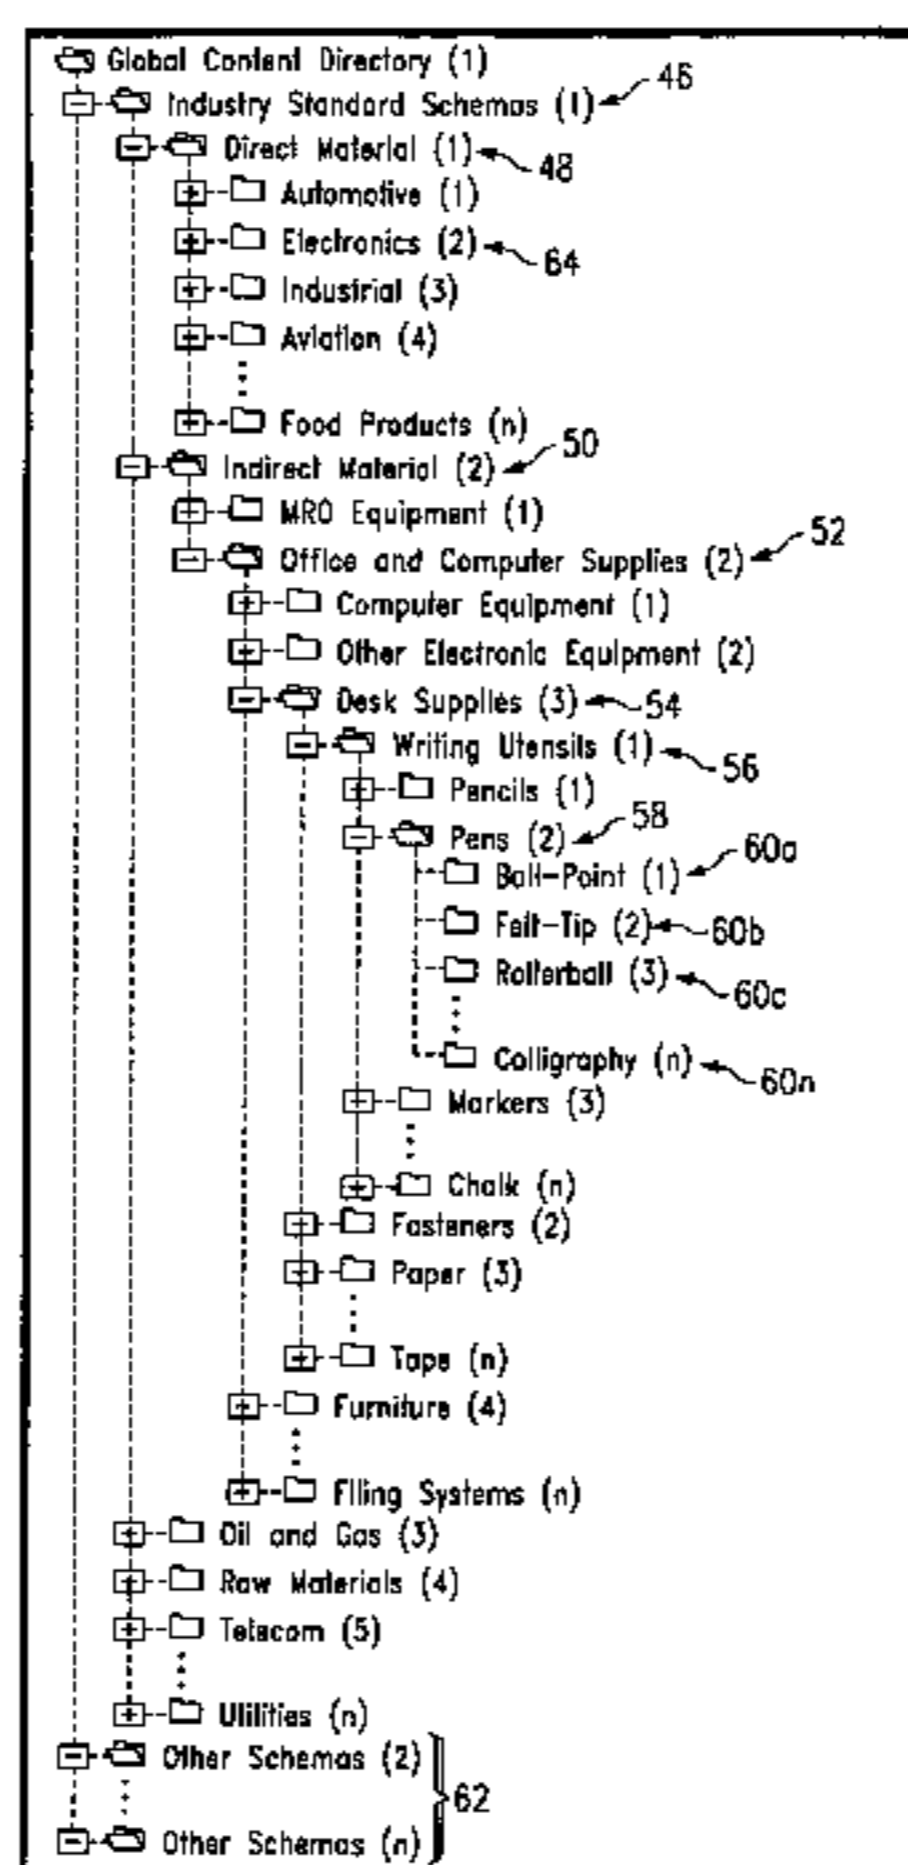 Global Content Directory (1)
Industry Standard Schemas (1) 46
Direct Material (1) 48
Automotive (1)
Electronics (2) 64
Industrial (3)
Aviation (4)
Food Products (n)
Indirect Material (2) 50
MRO Equipment (1)
Office and Computer Supplies (2) 52
Computer Equipment (1)
Other Electronic Equipment (2)
Desk Supplies (3) 54
Writing Utensils (1) 56
Pencils (1)
Pens (2) 58
Ball-Point (1) 60a
Felt-Tip (2) 60b
Rollerball (3) 60c
Calligraphy (n) 60n
Markers (3)
Chalk (n)
Fasteners (2)
Paper (3)
Tape (n)
Furniture (4)
Filing Systems (n)
Oil and Gas (3)
Raw Materials (4)
Telecom (5)
Utilities (n)
Other Schemas (2)
62
Other Schemas (n)